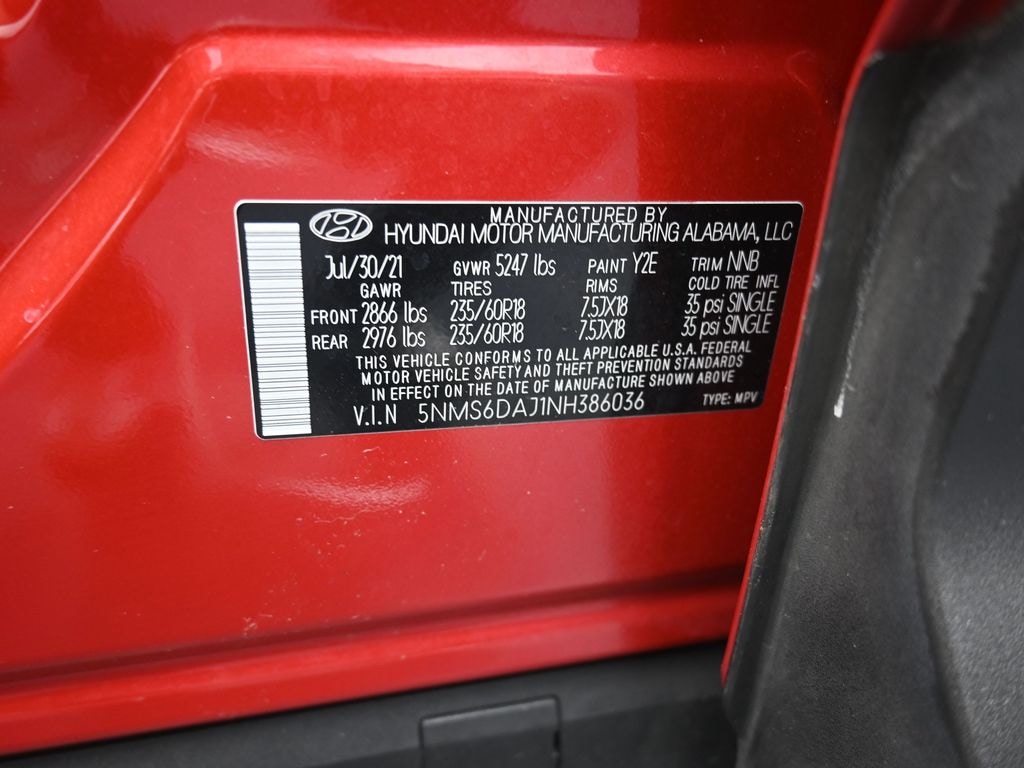 MANUFACTURED BY
HYUNDAI MOTOR MANUFACTURING ALABAMA, LLC
Jul/30/21 GVWR 5247 lbs PAINT Y2E TRIM NNB
GAWR TIRES RIMS COLD TIRE INFL
FRONT 2866 lbs 235/60R18 7.5JX18 35 psi SINGLE
REAR 2976 lbs 235/60R18 7.5JX18 35 psi SINGLE
THIS VEHICLE CONFORMS TO ALL APPLICABLE U.S.A. FEDERAL
MOTOR VEHICLE SAFETY AND THEFT PREVENTION STANDARDS
IN EFFECT ON THE DATE OF MANUFACTURE SHOWN ABOVE
V.I.N 5NMS6DAJ1NH386036 TYPE: MPV